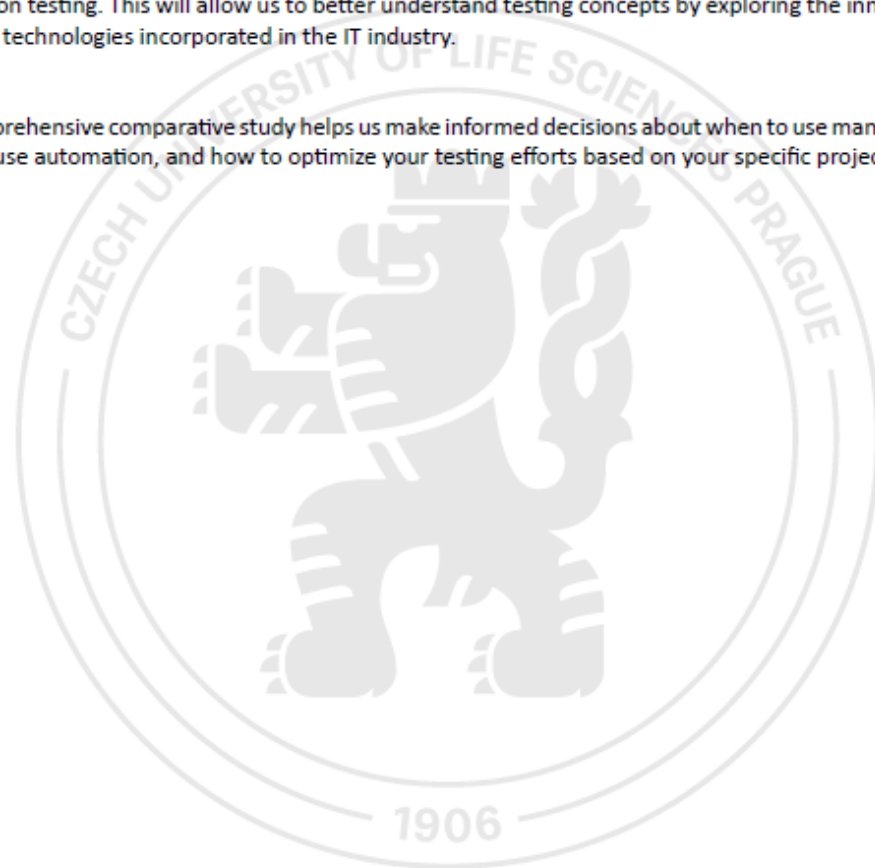 on testing. This will allow us to better understand testing concepts by exploring the inn
technologies incorporated in the IT industry.
prehensive comparative study helps us make informed decisions about when to use man
use automation, and how to optimize your testing efforts based on your specific projec
CZECH UNIVERSITY OF LIFE SCIENCES PRAGUE
1906